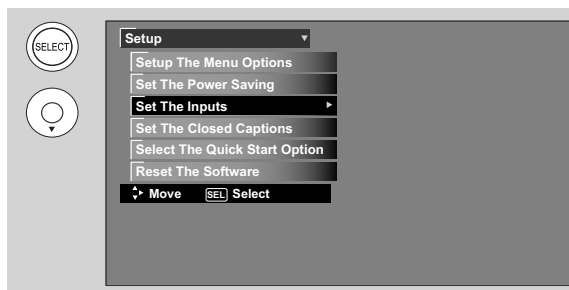 SELECT
Setup
Setup The Menu Options
Set The Power Saving
Set The Inputs
Set The Closed Captions
Select The Quick Start Option
Reset The Software
Move SEL Select